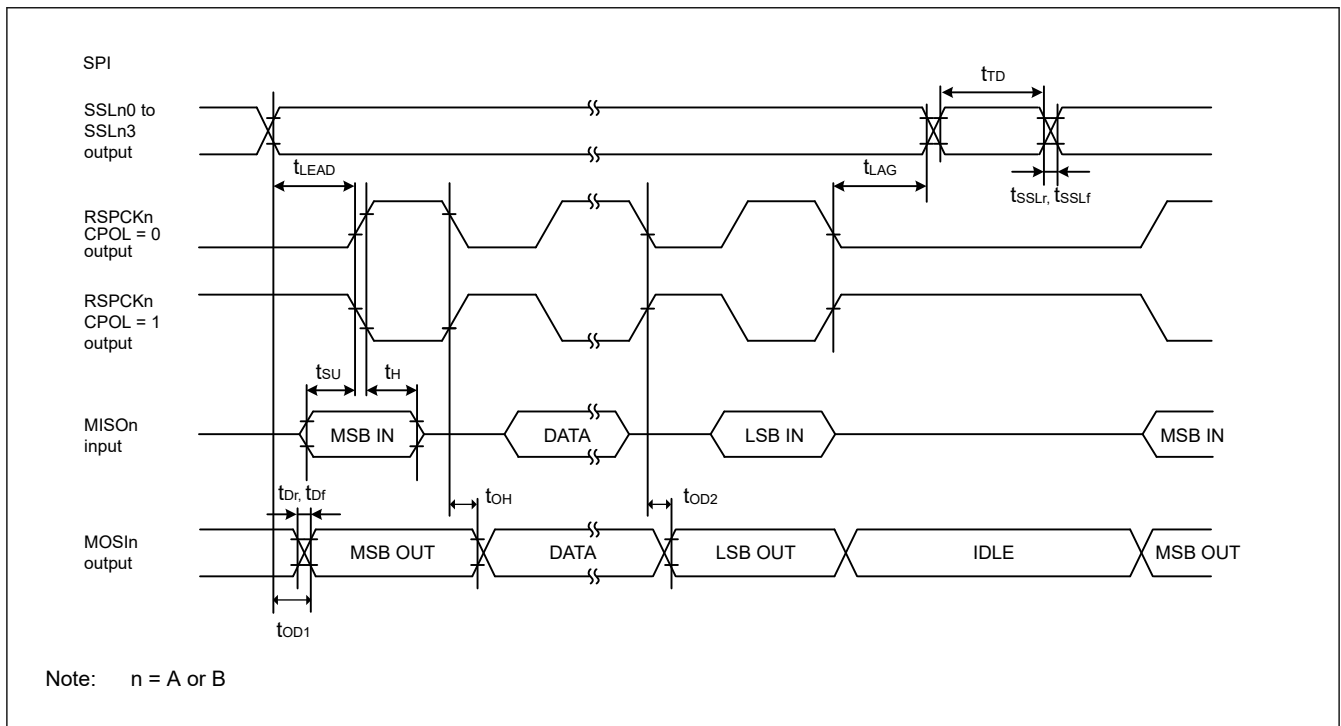 SPI
tTD
SSLn0 to
SSLn3
output
tLEAD
tLAG
tSSLr, tSSLf
RSPCKn
CPOL = 0
output
RSPCKn
CPOL = 1
output
tSU
tH
MISOn
input
MSB IN
DATA
LSB IN
MSB IN
tDr, tDf
tOH
tOD2
MOSIn
output
MSB OUT
DATA
LSB OUT
IDLE
MSB OUT
tOD1
Note: n = A or B